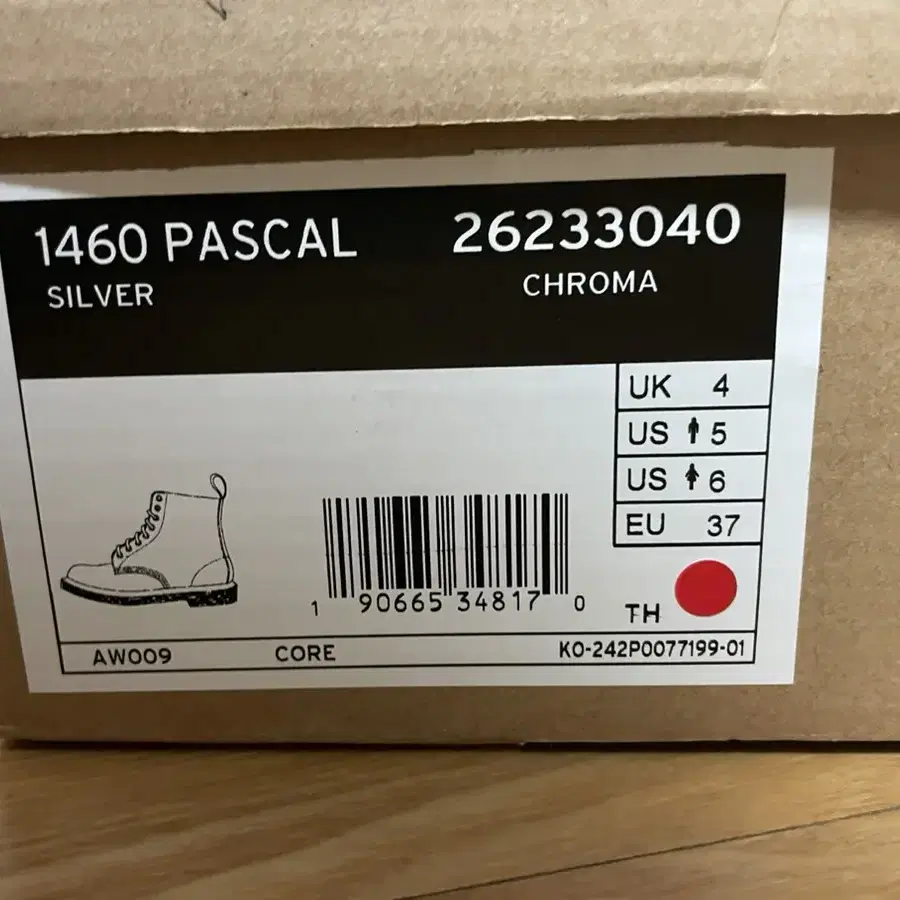 1460 PASCAL 26233040
SILVER CHROMA
UK 4
US 5
US 6
EU 37
1 90665 34817 0
TH
AW009 CORE KO-242P0077199-01